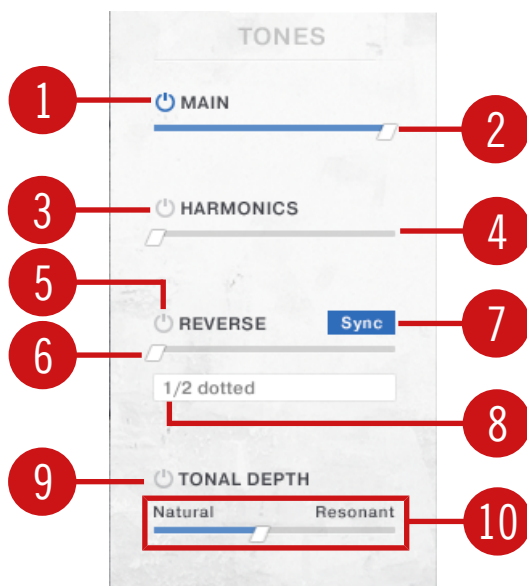 TONES
1 MAIN
2
3 HARMONICS
4
5
REVERSE Sync 7
6
1/2 dotted
8
9 TONAL DEPTH
Natural Resonant 10